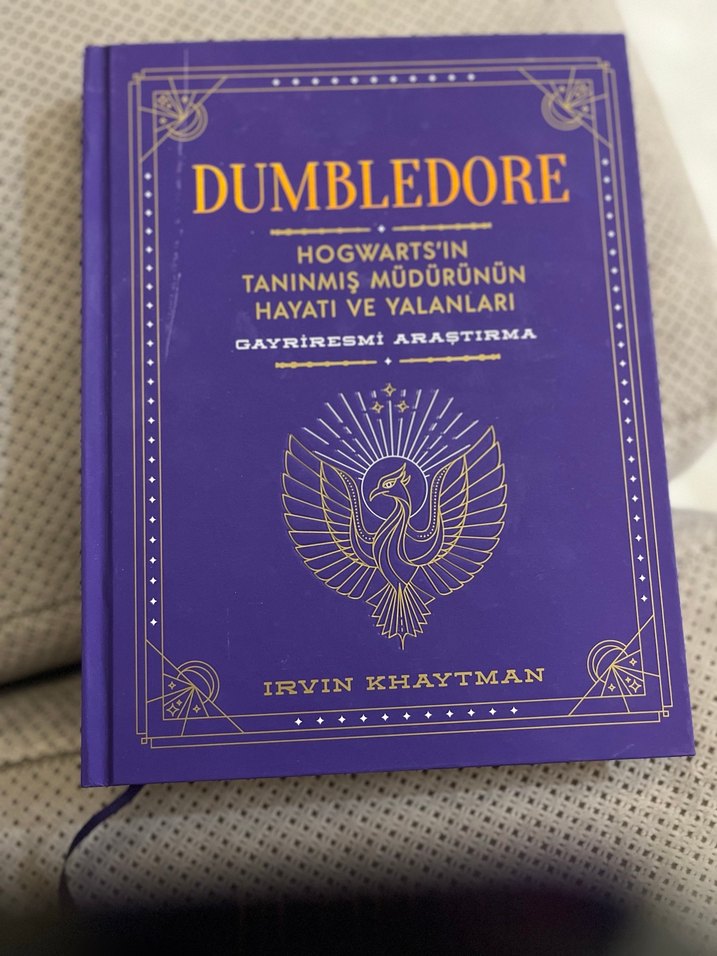 DUMBLEDORE
HOGWARTS'IN
TANINMIŞ MÜDÜRÜNÜN
HAYATI VE YALANLARI
GAYRİRESMİ ARAŞTIRMA
IRVIN KHAYTMAN